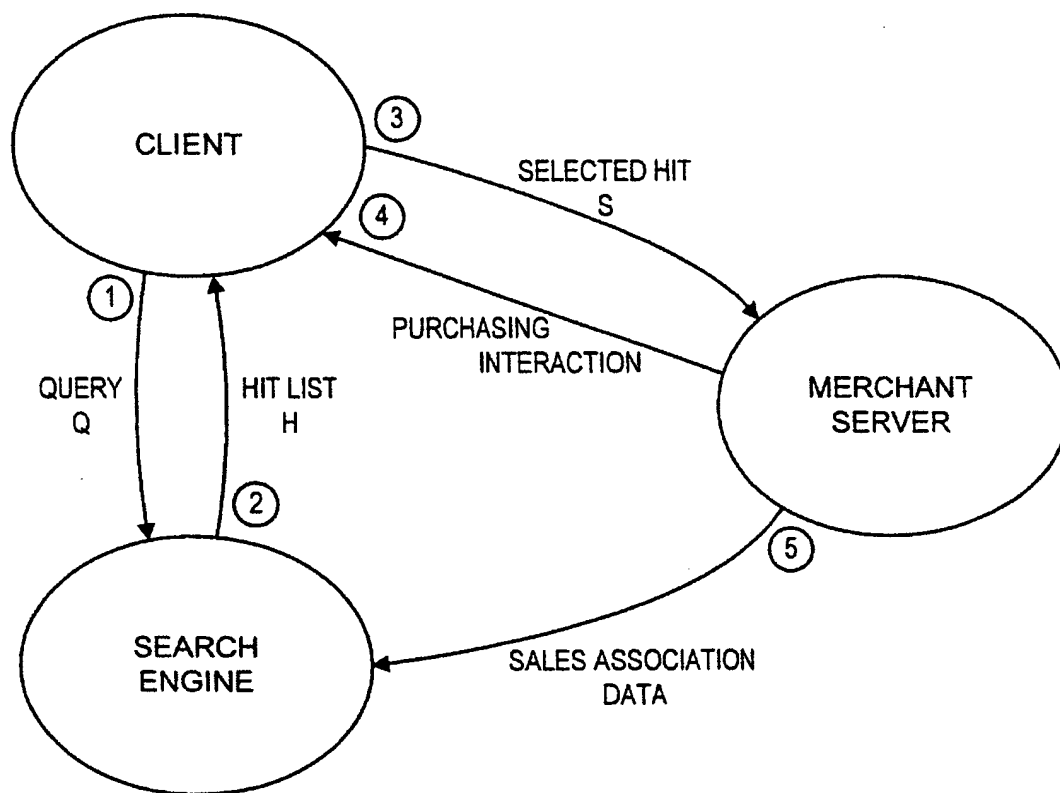 CLIENT
3
SELECTED HIT
S
4
1
PURCHASING
INTERACTION
QUERY
Q
HIT LIST
H
MERCHANT
SERVER
2
5
SEARCH
ENGINE
SALES ASSOCIATION
DATA